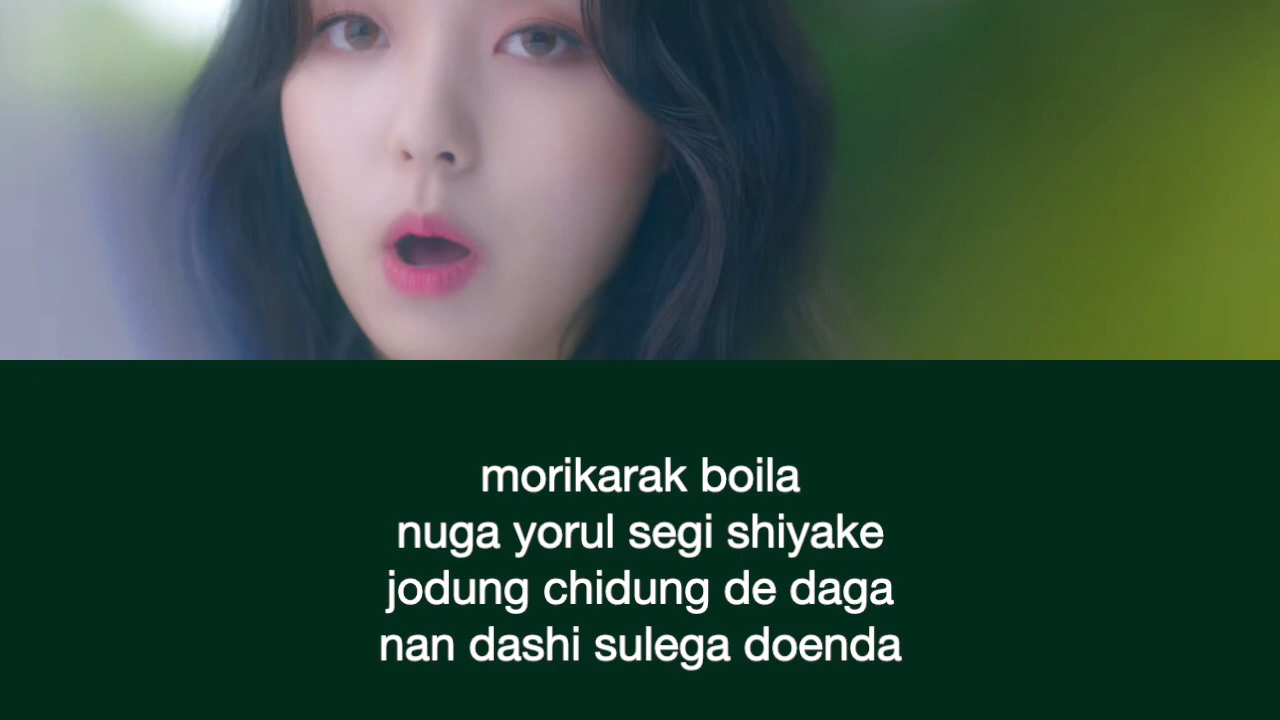 morikarak boila
nuga yorul segi shiyake
jodung chidung de daga
nan dashi sulega doenda